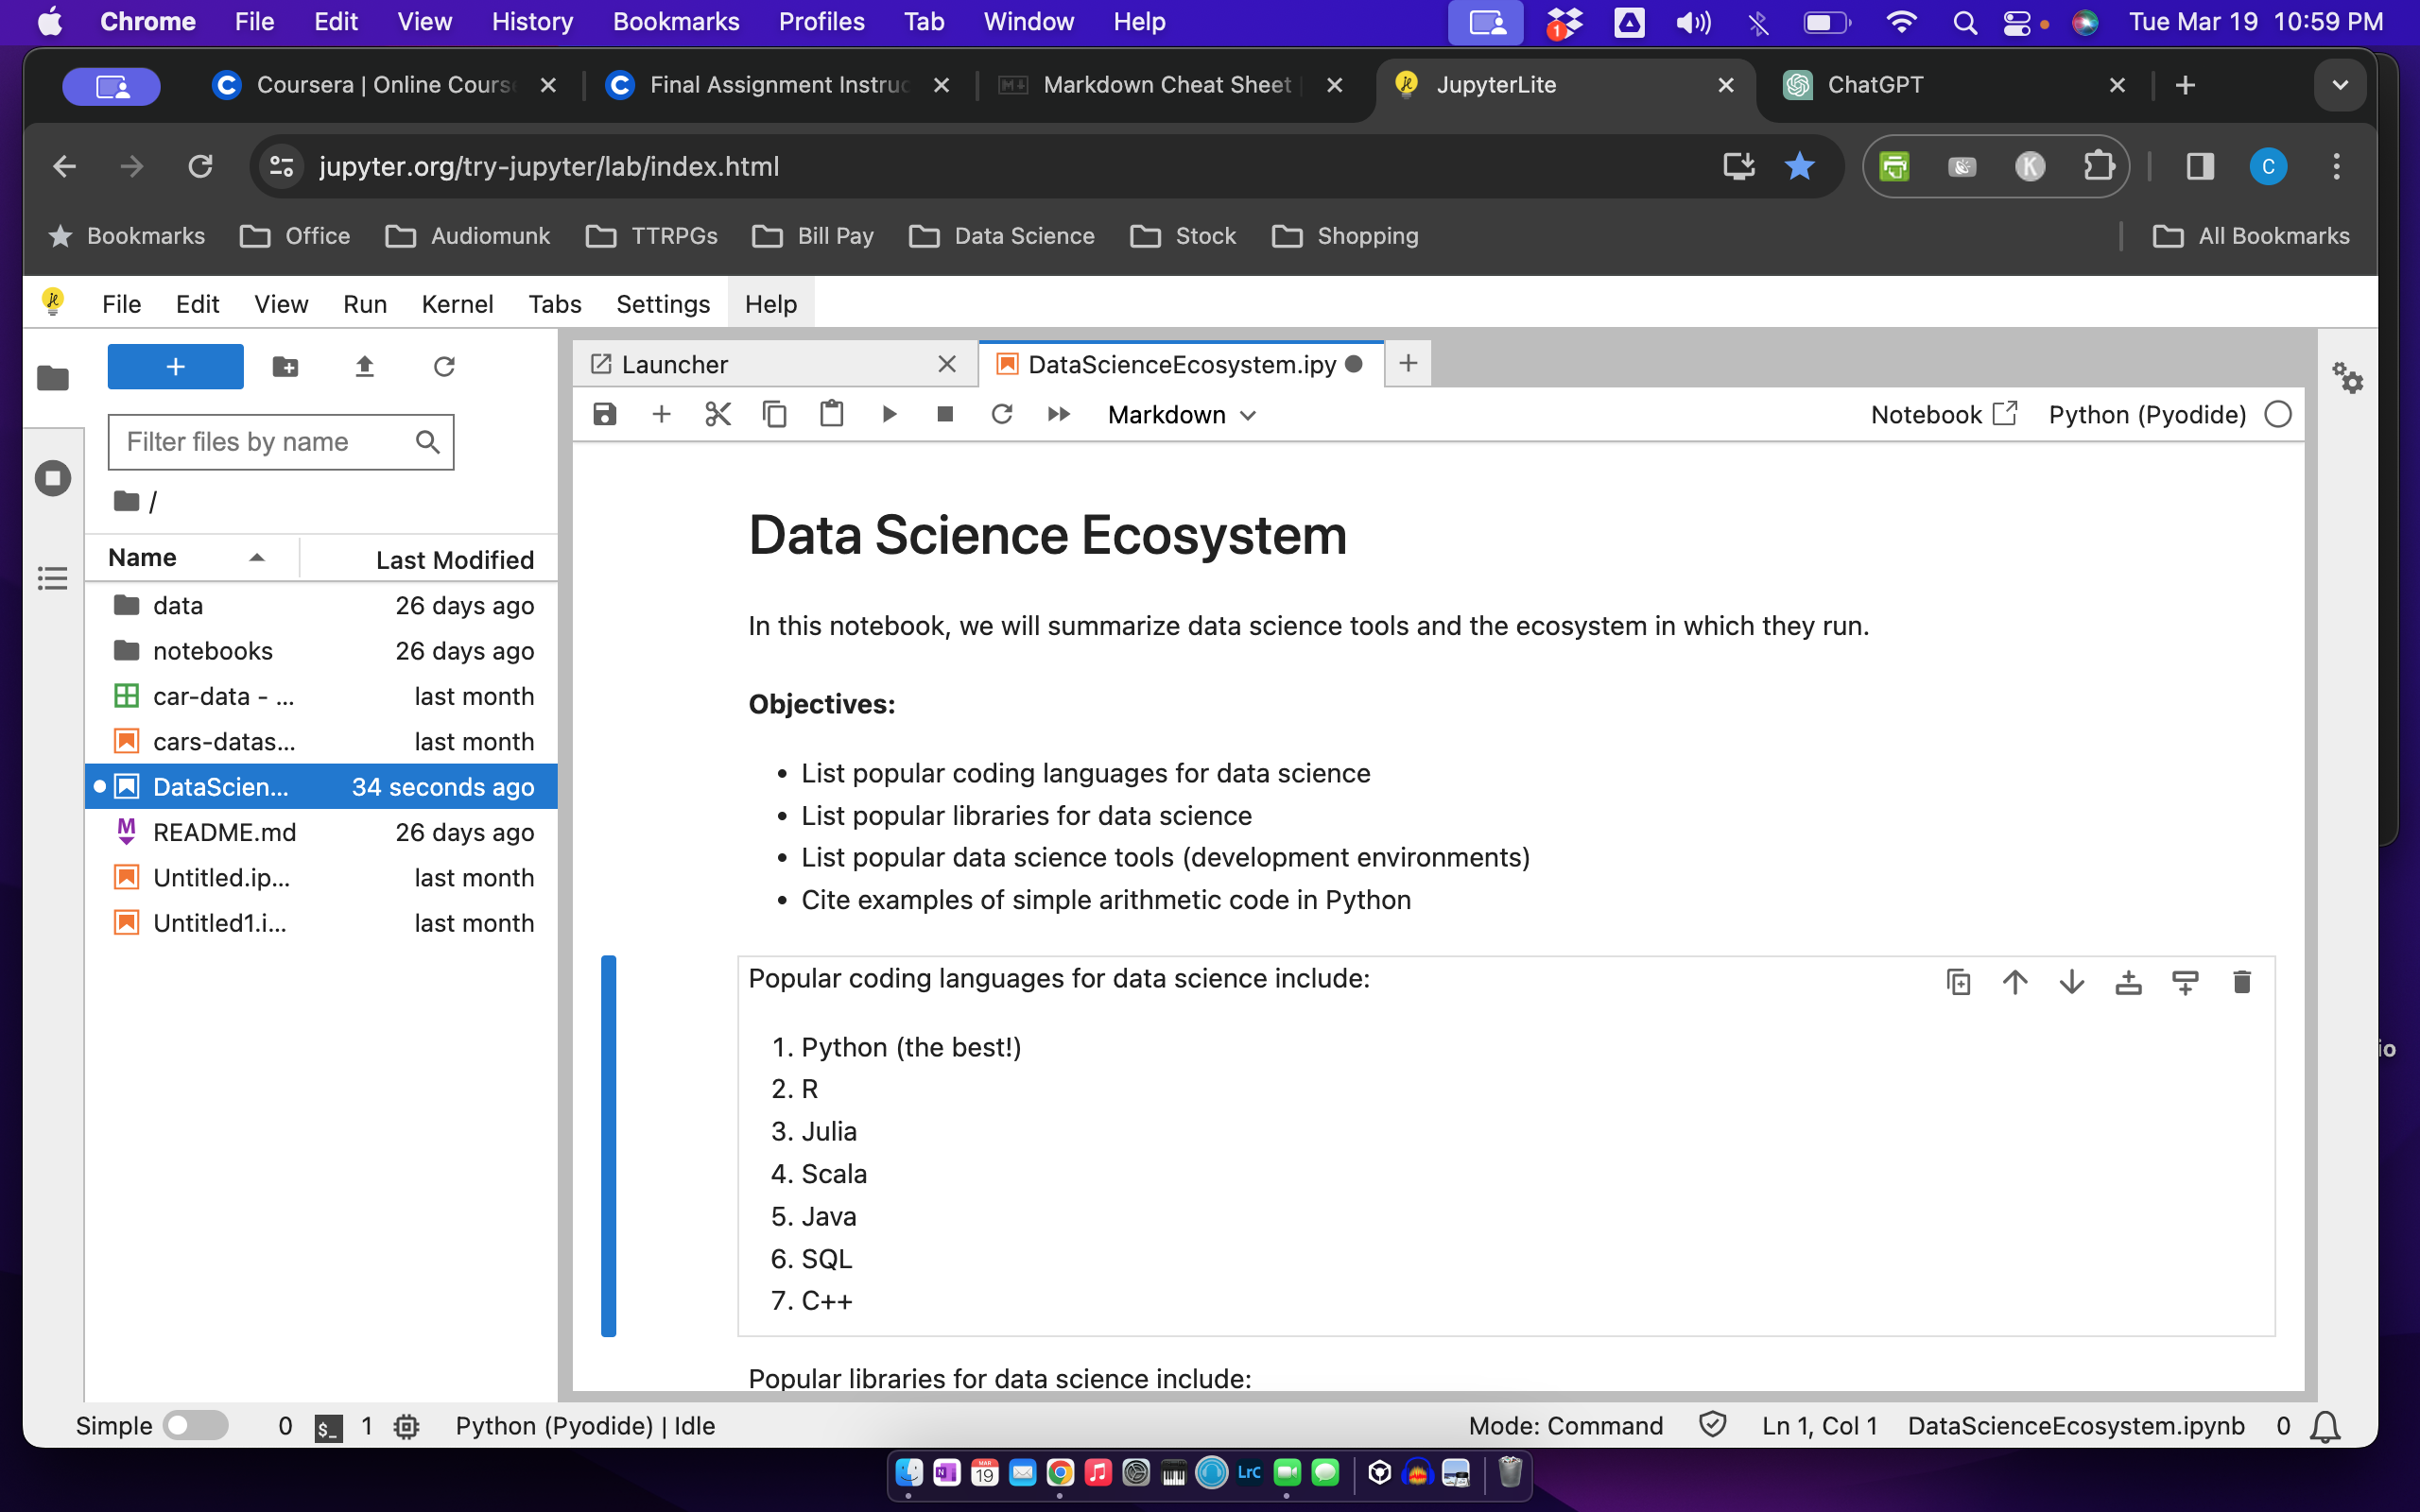 Chrome File Edit View History Bookmarks Profiles Tab Window Help 1 Tue Mar 19 10:59 PM
Coursera | Online Cours Final Assignment Instruc Markdown Cheat Sheet JupyterLite ChatGPT
jupyter.org/try-jupyter/lab/index.html K C
Bookmarks Office Audiomunk TTRPGs Bill Pay Data Science Stock Shopping All Bookmarks
File Edit View Run Kernel Tabs Settings Help
Launcher DataScienceEcosystem.ipy
Markdown Notebook Python (Pyodide)
Filter files by name
/
Name Last Modified
data 26 days ago
notebooks 26 days ago
car-data - ... last month
cars-datas... last month
DataScien... 34 seconds ago
README.md 26 days ago
Untitled.ip... last month
Untitled1.i... last month
Data Science Ecosystem
In this notebook, we will summarize data science tools and the ecosystem in which they run.
Objectives:
• List popular coding languages for data science
• List popular libraries for data science
• List popular data science tools (development environments)
• Cite examples of simple arithmetic code in Python
Popular coding languages for data science include:
1. Python (the best!)
2. R
3. Julia
4. Scala
5. Java
6. SQL
7. C++
Popular libraries for data science include:
io
Simple 0 $_ 1 Python (Pyodide) | Idle Mode: Command Ln 1, Col 1 DataScienceEcosystem.ipynb 0
MAR 19 LrC